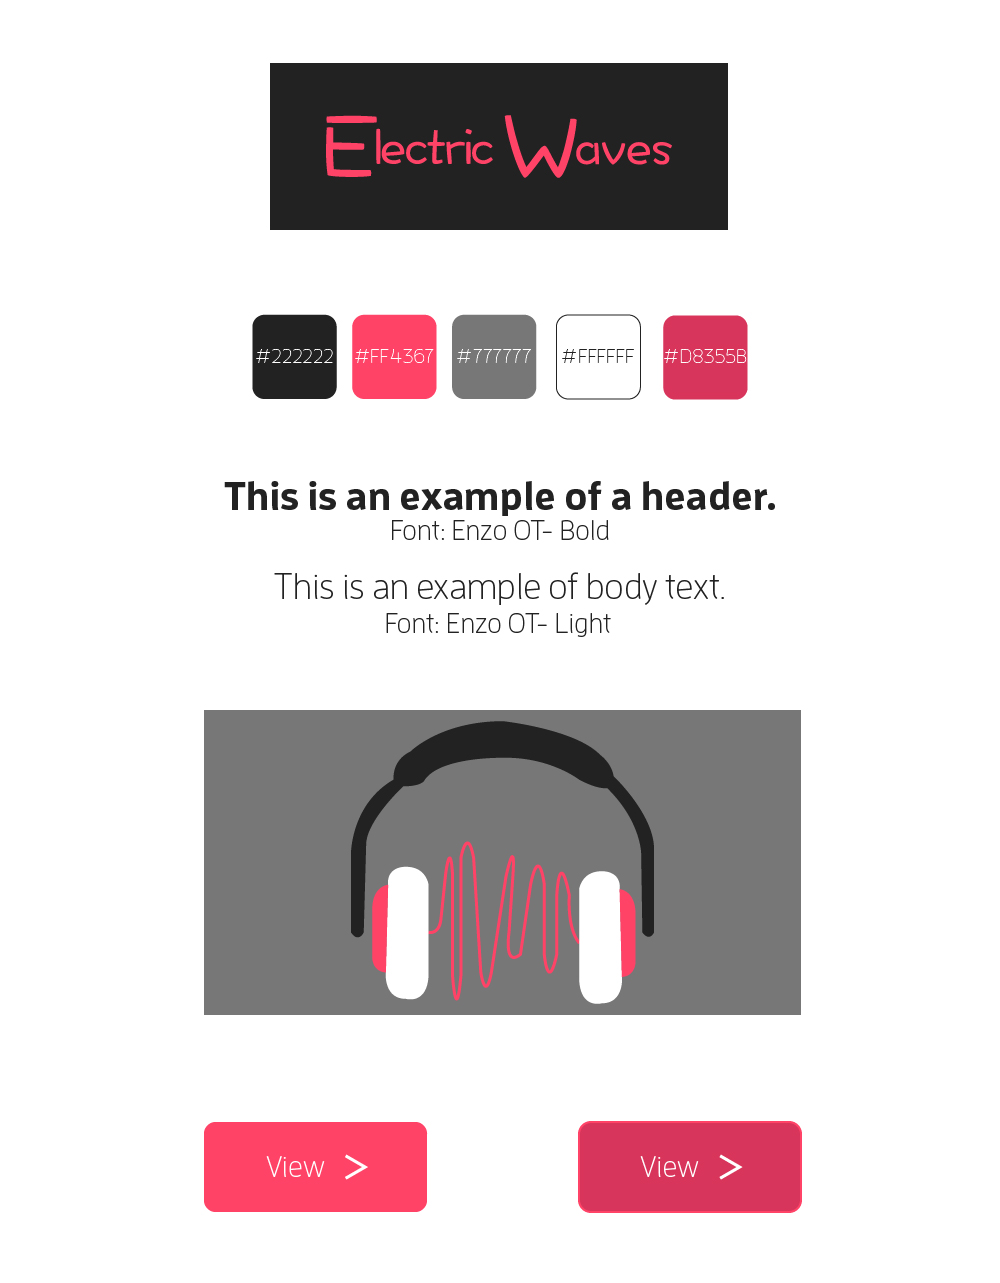 Electric Waves
#222222 #FF4367 #777777 #FFFFFF #D8355B
This is an example of a header.
Font: Enzo OT- Bold
This is an example of body text.
Font: Enzo OT- Light
View > View >